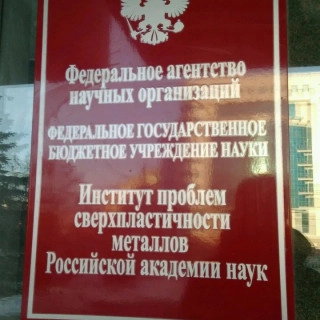 Федеральное агентство
научных организаций
ФЕДЕРАЛЬНОЕ ГОСУДАРСТВЕННОЕ
БЮДЖЕТНОЕ УЧРЕЖДЕНИЕ НАУКИ
Институт проблем
сверхпластичности
металлов
Российской академии наук